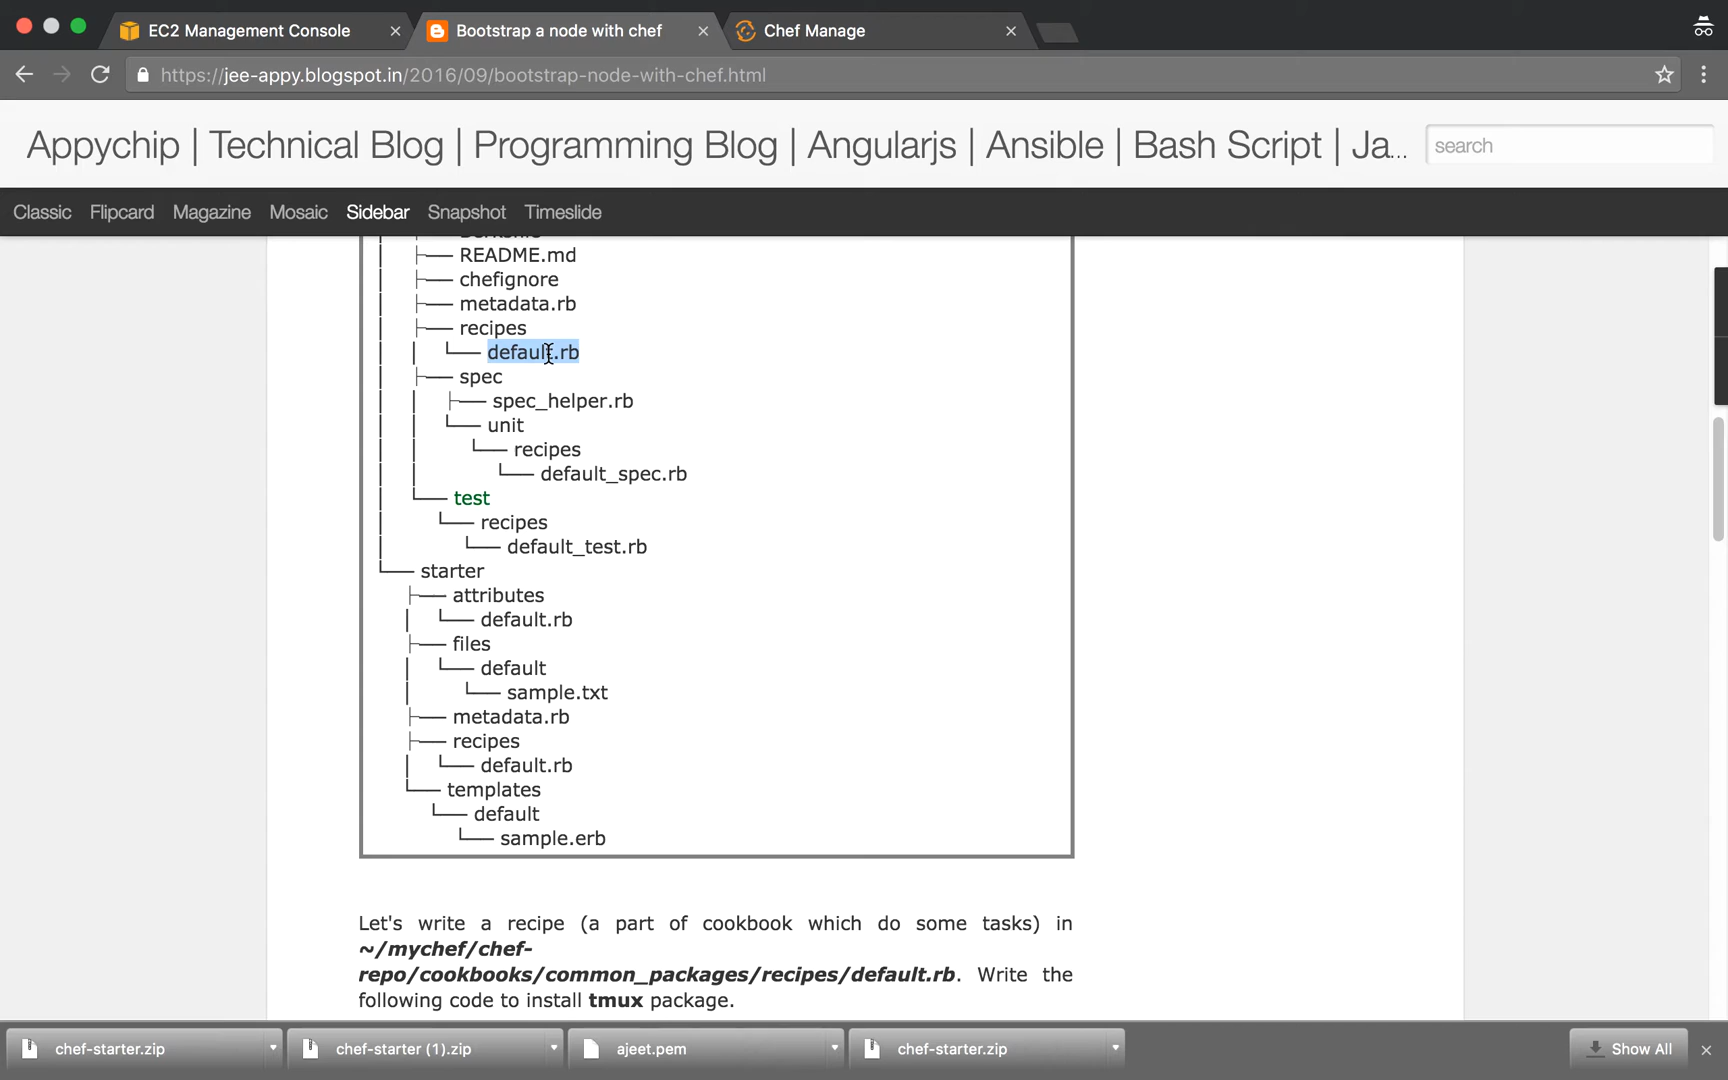 EC2 Management Console
Bootstrap a node with chef
Chef Manage
https://jee-appy.blogspot.in/2016/09/bootstrap-node-with-chef.html
Appychip | Technical Blog | Programming Blog | Angularjs | Ansible | Bash Script | Ja...
search
Classic Flipcard Magazine Mosaic Sidebar Snapshot Timeslide
├── README.md
├── chefignore
├── metadata.rb
├── recipes
│ └── default.rb
├── spec
│ ├── spec_helper.rb
│ └── unit
│ └── recipes
│ └── default_spec.rb
└── test
└── recipes
└── default_test.rb
└── starter
├── attributes
│ └── default.rb
├── files
│ └── default
│ └── sample.txt
├── metadata.rb
├── recipes
│ └── default.rb
└── templates
└── default
└── sample.erb
Let's write a recipe (a part of cookbook which do some tasks) in
~/mychef/chef-
repo/cookbooks/common_packages/recipes/default.rb. Write the
following code to install tmux package.
chef-starter.zip
chef-starter (1).zip
ajeet.pem
chef-starter.zip
Show All